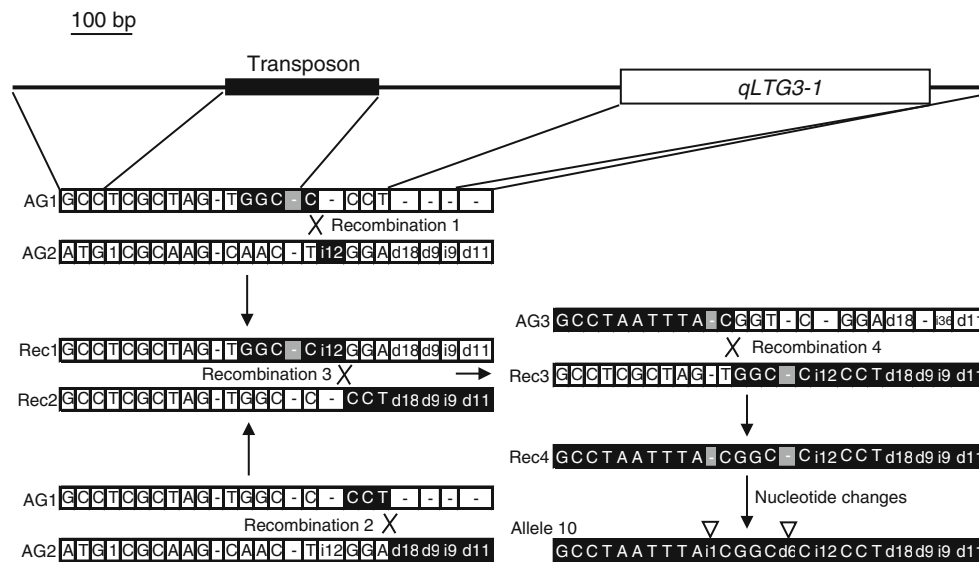 100 bp
Transposon
qLTG3-1
AG1 GCCTCGCTAG-TGGC-C-CCT----
Recombination 1
AG2 ATG1CGCAAG-CAAC-Ti12GGAd18d9i9d11
Rec1 GCCTCGCTAG-TGGC-Ci12GGAd18d9i9d11
Recombination 3
Rec2 GCCTCGCTAG-TGGC-C-CCTd18d9i9d11
AG1 GCCTCGCTAG-TGGC-C-CCT----
Recombination 2
AG2 ATG1CGCAAG-CAAC-Ti12GGAd18d9i9d11
AG3 GCCTAATTTA-CGGT-C-GGAd18-i36d11
Recombination 4
Rec3 GCCTCGCTAG-TGGC-Ci12CCTd18d9i9d11
Rec4 GCCTAATTTA-CGGC-Ci12CCTd18d9i9d11
Nucleotide changes
Allele 10
GCCTAATTTAi1CGGCd6Ci12CCTd18d9i9d11